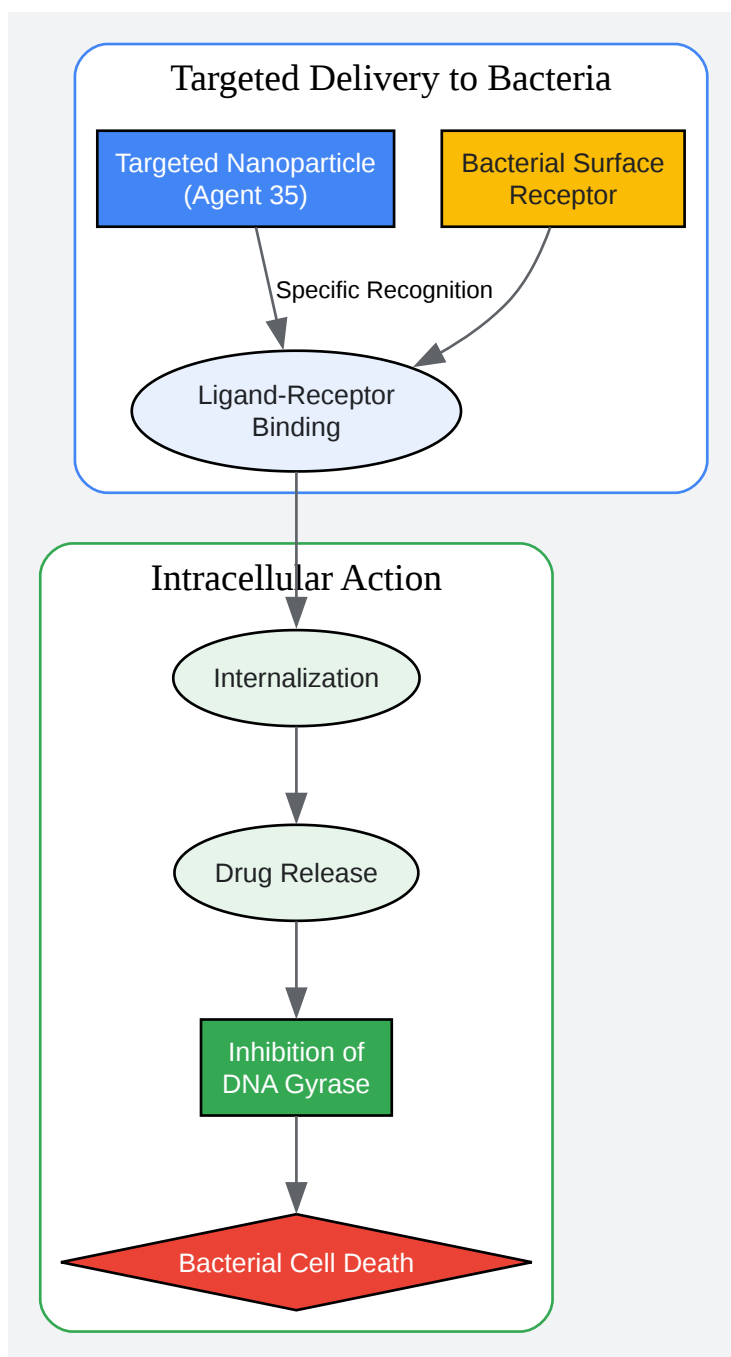 Targeted Delivery to Bacteria
Targeted Nanoparticle
(Agent 35)
Bacterial Surface
Receptor
Specific Recognition
Ligand-Receptor
Binding
Intracellular Action
Internalization
Drug Release
Inhibition of
DNA Gyrase
Bacterial Cell Death